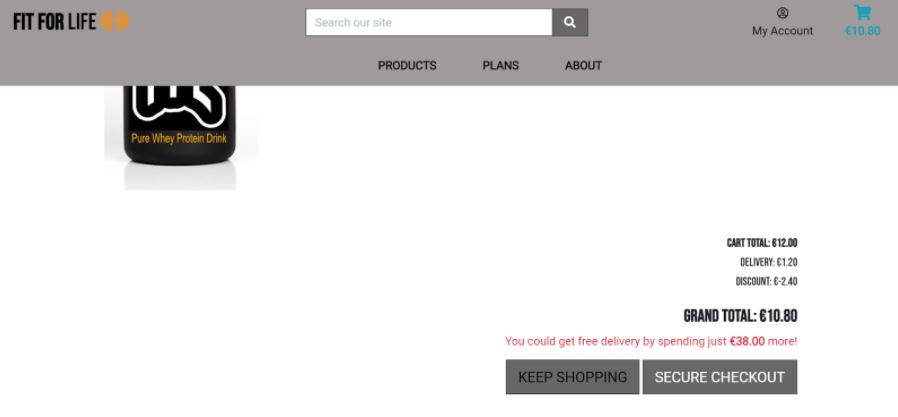 FIT FOR LIFE
Search our site
My Account
€10.80
PRODUCTS PLANS ABOUT
Pure Whey Protein Drink
CART TOTAL: €12.00
DELIVERY: €1.20
DISCOUNT: €-2.40
GRAND TOTAL: €10.80
You could get free delivery by spending just €38.00 more!
KEEP SHOPPING SECURE CHECKOUT